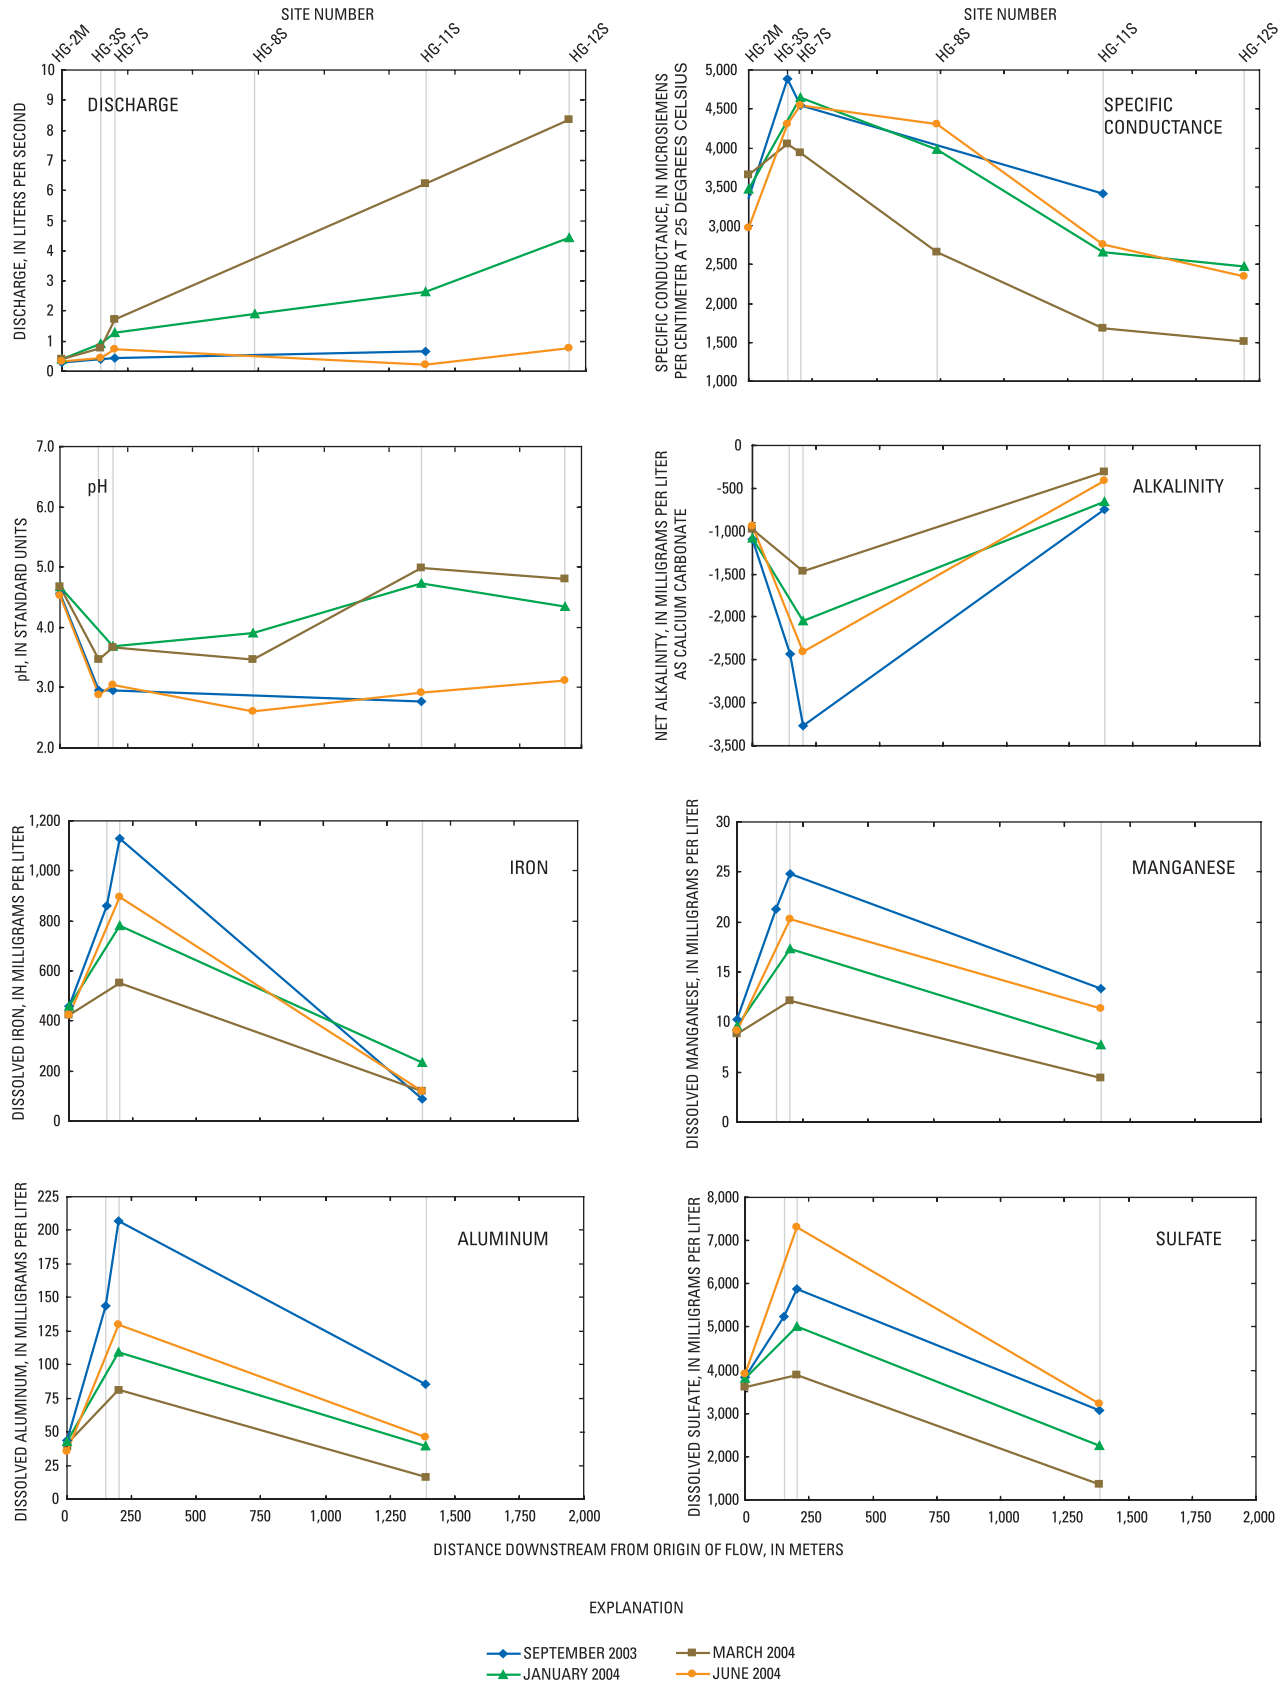 SITE NUMBER
HG-2M
HG-3S
HG-7S
HG-8S
HG-11S
HG-12S
DISCHARGE
DISCHARGE, IN LITERS PER SECOND
10
9
8
7
6
5
4
3
2
1
0
SITE NUMBER
HG-2M
HG-3S
HG-7S
HG-8S
HG-11S
HG-12S
SPECIFIC
CONDUCTANCE
SPECIFIC CONDUCTANCE, IN MICROSIEMENS
PER CENTIMETER AT 25 DEGREES CELSIUS
5,000
4,500
4,000
3,500
3,000
2,500
2,000
1,500
1,000
pH
pH, IN STANDARD UNITS
7.0
6.0
5.0
4.0
3.0
2.0
ALKALINITY
NET ALKALINITY, IN MILLIGRAMS PER LITER
AS CALCIUM CARBONATE
0
-500
-1,000
-1,500
-2,000
-2,500
-3,000
-3,500
IRON
DISSOLVED IRON, IN MILLIGRAMS PER LITER
1,200
1,000
800
600
400
200
0
MANGANESE
DISSOLVED MANGANESE, IN MILLIGRAMS PER LITER
30
25
20
15
10
5
0
ALUMINUM
DISSOLVED ALUMINUM, IN MILLIGRAMS PER LITER
225
200
175
150
125
100
75
50
25
0
0 250 500 750 1,000 1,250 1,500 1,750 2,000
SULFATE
DISSOLVED SULFATE, IN MILLIGRAMS PER LITER
8,000
7,000
6,000
5,000
4,000
3,000
2,000
1,000
0 250 500 750 1,000 1,250 1,500 1,750 2,000
DISTANCE DOWNSTREAM FROM ORIGIN OF FLOW, IN METERS
EXPLANATION
SEPTEMBER 2003
MARCH 2004
JANUARY 2004
JUNE 2004